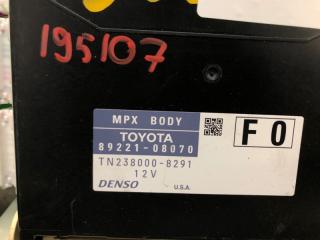 195107
MPX BODY
TOYOTA
89221-08070
TN238000-8291
12V
DENSO U.S.A.
F0